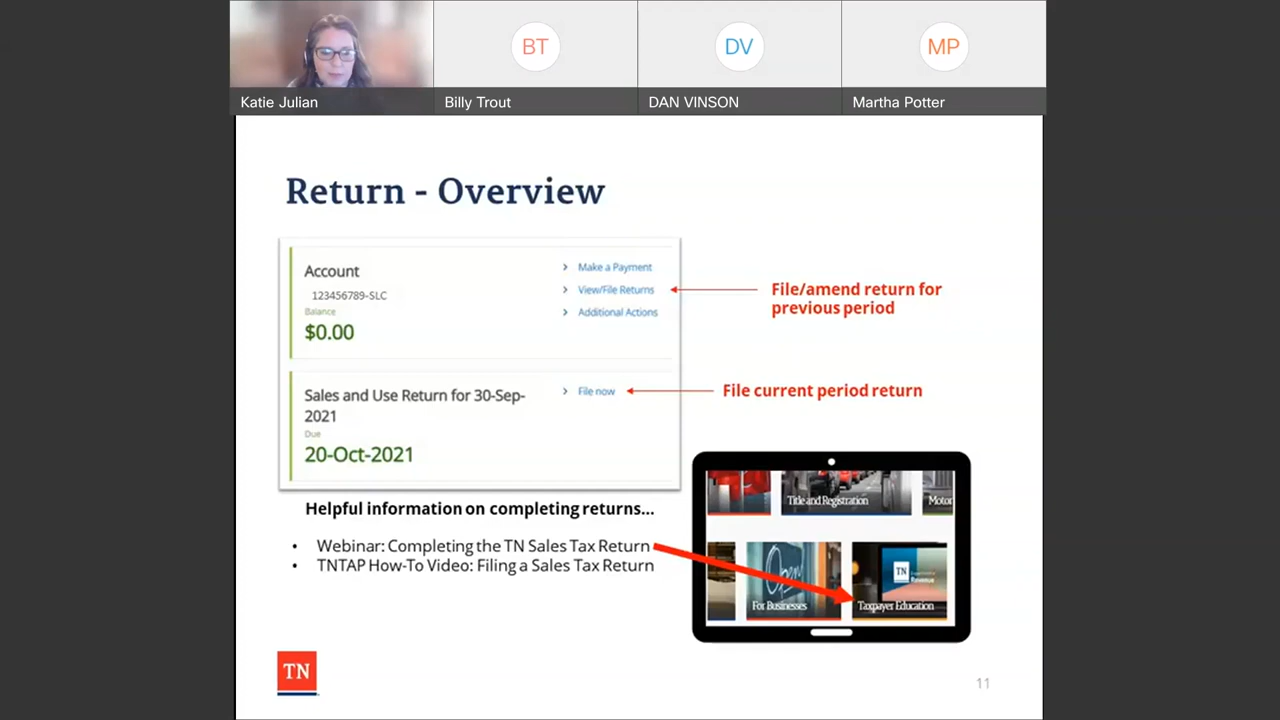 BT
DV
MP
Katie Julian
Billy Trout
DAN VINSON
Martha Potter
Return - Overview
Account
123456789-SLC
Balance
$0.00
> Make a Payment
> View/File Returns
> Additional Actions
File/amend return for
previous period
Sales and Use Return for 30-Sep-
2021
Due
20-Oct-2021
> File now
File current period return
Helpful information on completing returns...
• Webinar: Completing the TN Sales Tax Return
• TNTAP How-To Video: Filing a Sales Tax Return
Title and Registration
Motor
Open
For Businesses
TN
Revenue
Taxpayer Education
TN
11